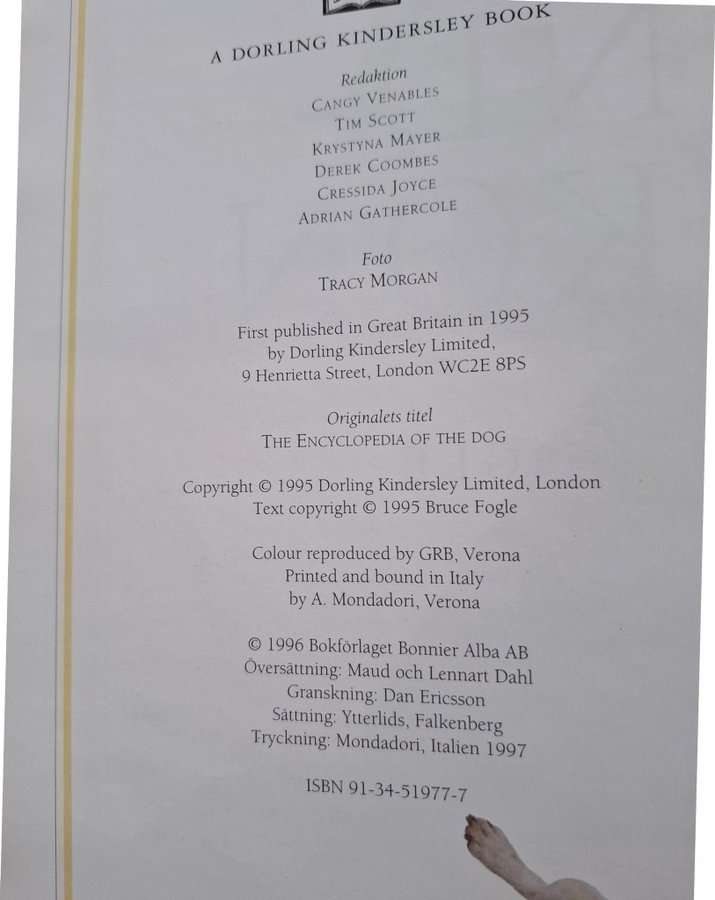 A DORLING KINDERSLEY BOOK
Redaktion
CANGY VENABLES
TIM SCOTT
KRYSTYNA MAYER
DEREK COOMBES
CRESSIDA JOYCE
ADRIAN GATHERCOLE
Foto
TRACY MORGAN
First published in Great Britain in 1995
by Dorling Kindersley Limited,
9 Henrietta Street, London WC2E 8PS
Originalets titel
THE ENCYCLOPEDIA OF THE DOG
Copyright © 1995 Dorling Kindersley Limited, London
Text copyright © 1995 Bruce Fogle
Colour reproduced by GRB, Verona
Printed and bound in Italy
by A. Mondadori, Verona
© 1996 Bokförlaget Bonnier Alba AB
Översättning: Maud och Lennart Dahl
Granskning: Dan Ericsson
Sättning: Ytterlids, Falkenberg
Tryckning: Mondadori, Italien 1997
ISBN 91-34-51977-7